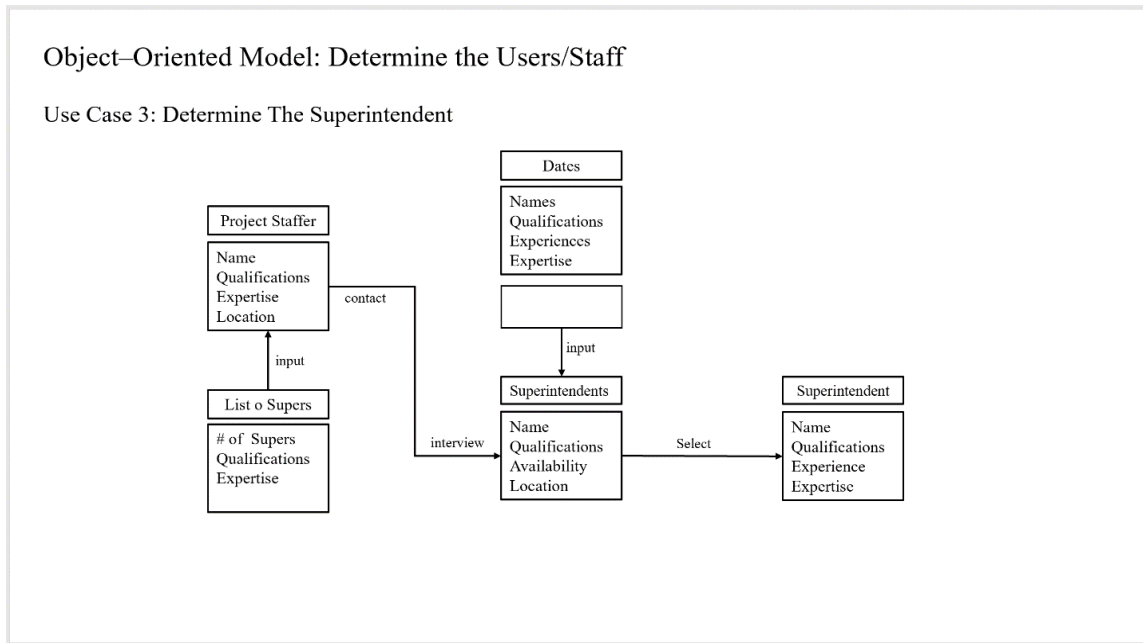 Object–Oriented Model: Determine the Users/Staff
Use Case 3: Determine The Superintendent
Dates
Names
Qualifications
Experiences
Expertise
Project Staffer
Name
Qualifications
Expertise
Location
contact
input
List o Supers
# of Supers
Qualifications
Expertise
input
Superintendents
Name
Qualifications
Availability
Location
interview
Select
Superintendent
Name
Qualifications
Experience
Expertise